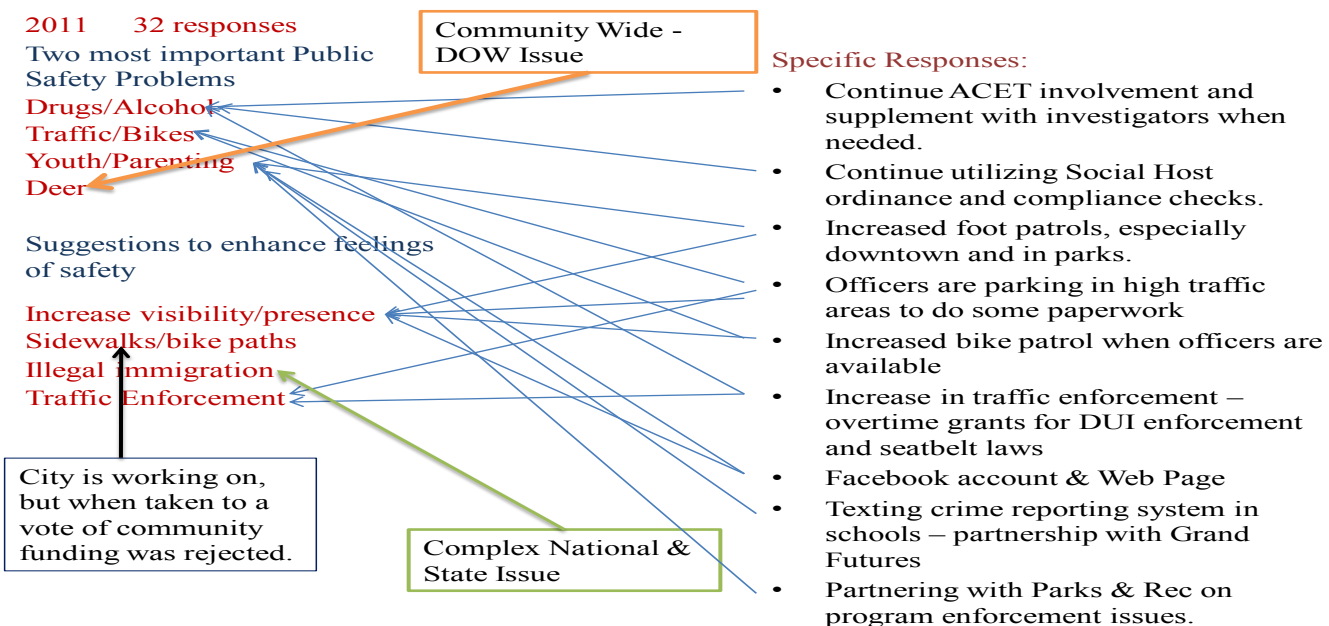 2011 32 responses
Two most important Public
Safety Problems
Drugs/Alcohol
Traffic/Bikes
Youth/Parenting
Deer
Suggestions to enhance feelings
of safety
Increase visibility/presence
Sidewalks/bike paths
Illegal immigration
Traffic Enforcement
City is working on,
but when taken to a
vote of community
funding was rejected.
Community Wide -
DOW Issue
Complex National &
State Issue
Specific Responses:
• Continue ACET involvement and
supplement with investigators when
needed.
• Continue utilizing Social Host
ordinance and compliance checks.
• Increased foot patrols, especially
downtown and in parks.
• Officers are parking in high traffic
areas to do some paperwork
• Increased bike patrol when officers are
available
• Increase in traffic enforcement –
overtime grants for DUI enforcement
and seatbelt laws
• Facebook account & Web Page
• Texting crime reporting system in
schools – partnership with Grand
Futures
• Partnering with Parks & Rec on
program enforcement issues.